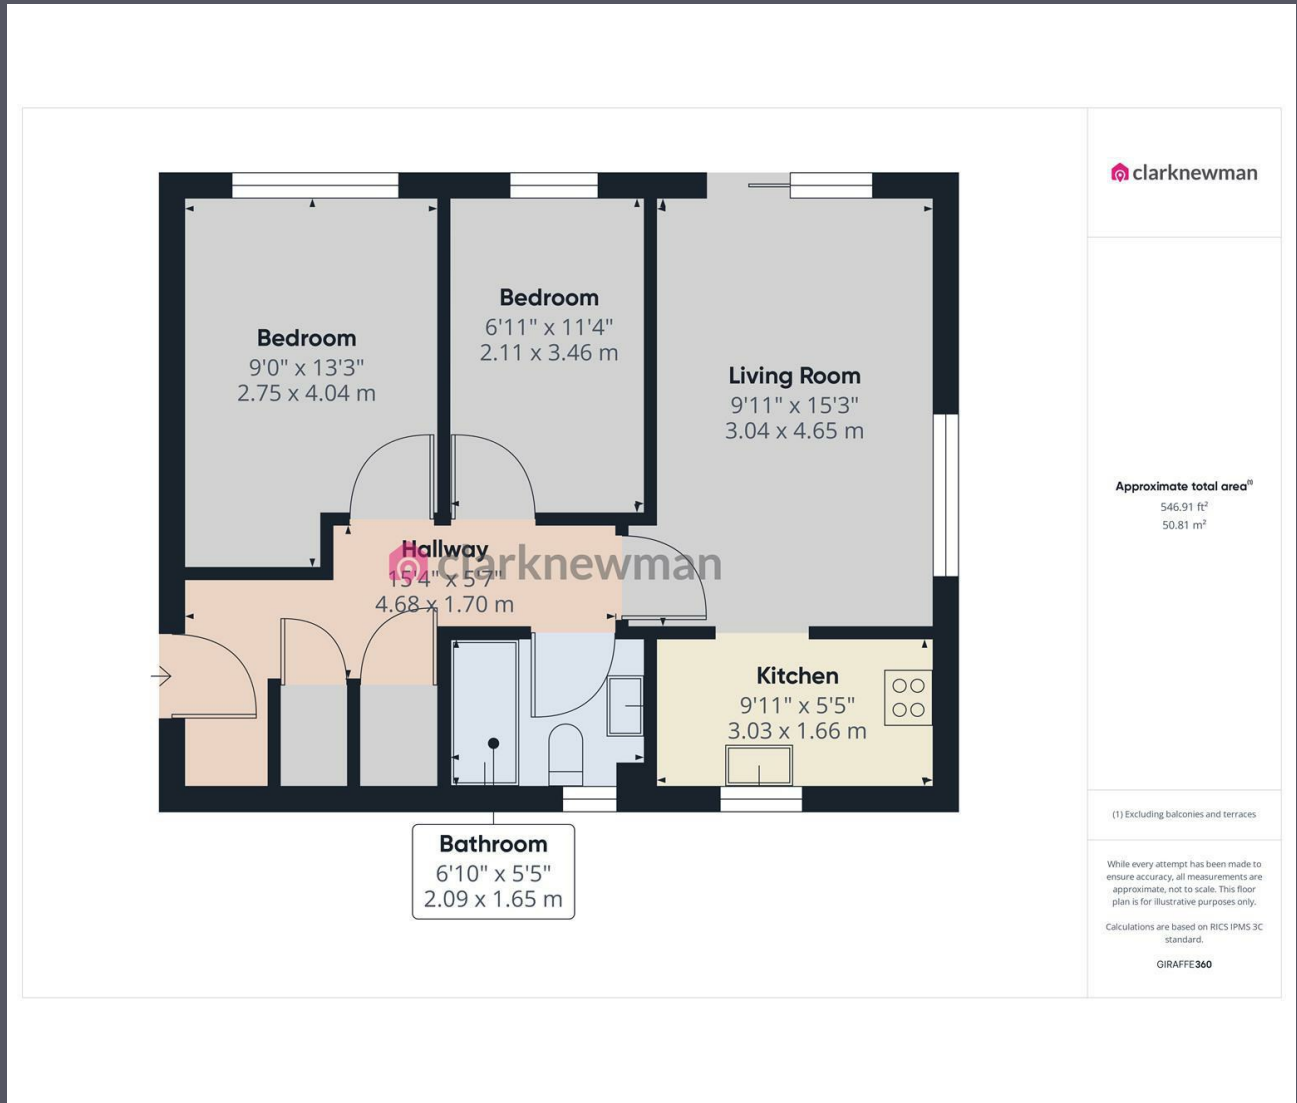 clarknewman
Bedroom
9'0" x 13'3"
2.75 x 4.04 m
Bedroom
6'11" x 11'4"
2.11 x 3.46 m
Living Room
9'11" x 15'3"
3.04 x 4.65 m
Hallway
15'4" x 5'7"
4.68 x 1.70 m
clarknewman
Kitchen
9'11" x 5'5"
3.03 x 1.66 m
Bathroom
6'10" x 5'5"
2.09 x 1.65 m
Approximate total area(1)
546.91 ft²
50.81 m²
(1) Excluding balconies and terraces
While every attempt has been made to
ensure accuracy, all measurements are
approximate, not to scale. This floor
plan is for illustrative purposes only.
Calculations are based on RICS IPMS 3C
standard.
GIRAFFE360